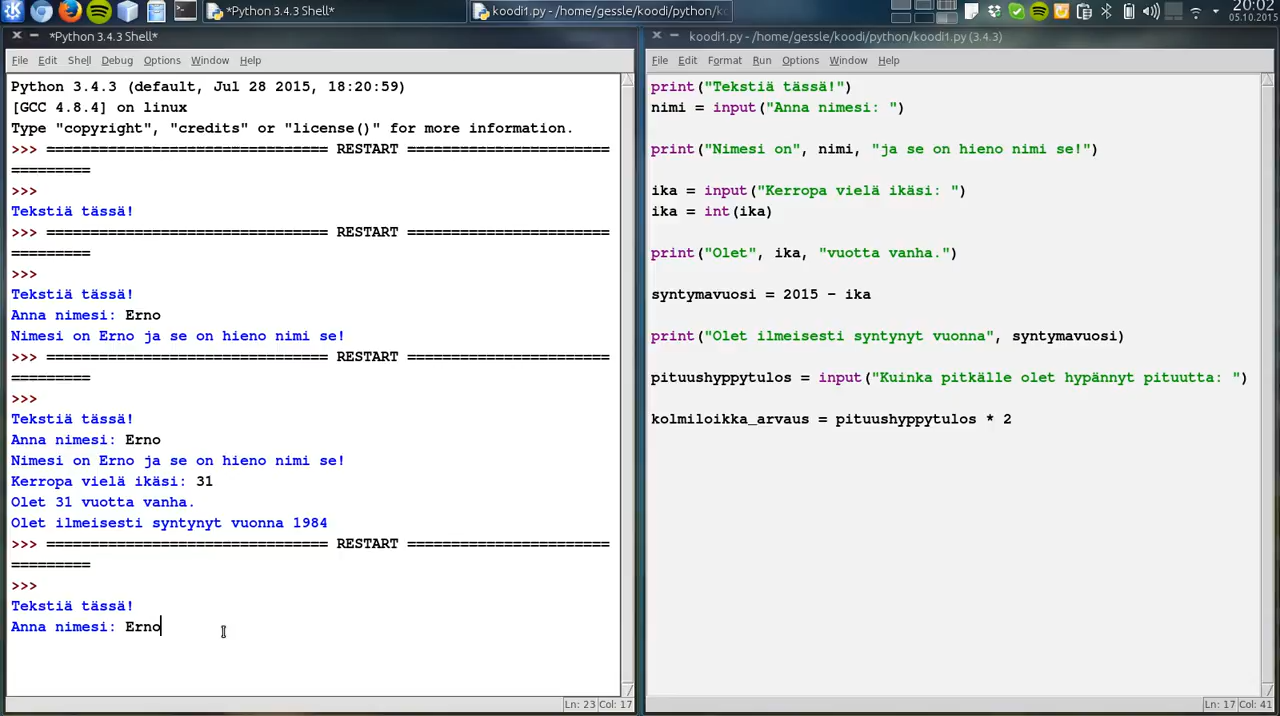 *Python 3.4.3 Shell*
koodi1.py - /home/gessle/koodi/python/k
20:02
05.10.2015
*Python 3.4.3 Shell*
File Edit Shell Debug Options Window Help
Python 3.4.3 (default, Jul 28 2015, 18:20:59)
[GCC 4.8.4] on linux
Type "copyright", "credits" or "license()" for more information.
>>> ================================ RESTART =======================
=========
>>>
Tekstiä tässä!
>>> ================================ RESTART =======================
=========
>>>
Tekstiä tässä!
Anna nimesi: Erno
Nimesi on Erno ja se on hieno nimi se!
>>> ================================ RESTART =======================
=========
>>>
Tekstiä tässä!
Anna nimesi: Erno
Nimesi on Erno ja se on hieno nimi se!
Kerropa vielä ikäsi: 31
Olet 31 vuotta vanha.
Olet ilmeisesti syntynyt vuonna 1984
>>> ================================ RESTART =======================
=========
>>>
Tekstiä tässä!
Anna nimesi: Erno
Ln: 23 Col: 17
koodi1.py - /home/gessle/koodi/python/koodi1.py (3.4.3)
File Edit Format Run Options Window Help
print("Tekstiä tässä!")
nimi = input("Anna nimesi: ")
print("Nimesi on", nimi, "ja se on hieno nimi se!")
ika = input("Kerropa vielä ikäsi: ")
ika = int(ika)
print("Olet", ika, "vuotta vanha.")
syntymavuosi = 2015 - ika
print("Olet ilmeisesti syntynyt vuonna", syntymavuosi)
pituushyppytulos = input("Kuinka pitkälle olet hypännyt pituutta: ")
kolmiloikka_arvaus = pituushyppytulos * 2
Ln: 17 Col: 41